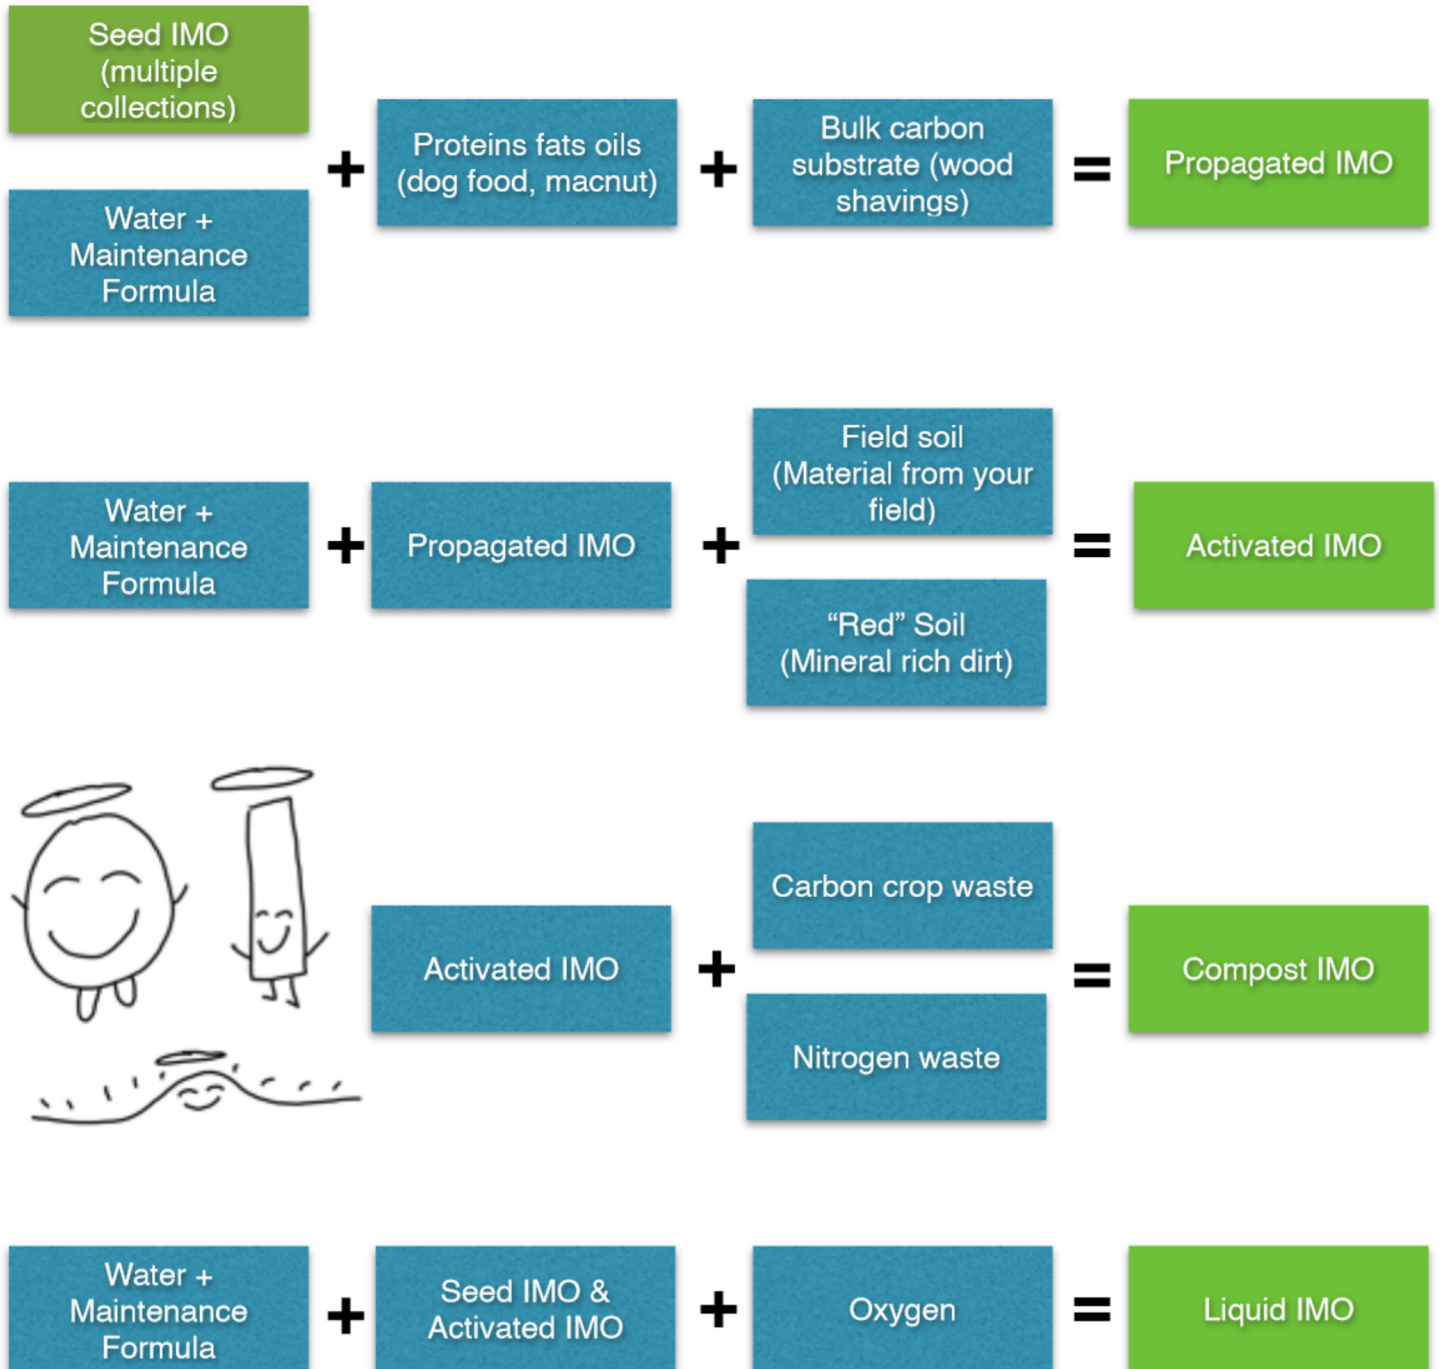 Seed IMO
(multiple
collections)
Water +
Maintenance
Formula
+
Proteins fats oils
(dog food, macnut)
+
Bulk carbon
substrate (wood
shavings)
=
Propagated IMO
Water +
Maintenance
Formula
+
Propagated IMO
+
Field soil
(Material from your
field)
“Red” Soil
(Mineral rich dirt)
=
Activated IMO
Activated IMO
+
Carbon crop waste
Nitrogen waste
=
Compost IMO
Water +
Maintenance
Formula
+
Seed IMO &
Activated IMO
+
Oxygen
=
Liquid IMO